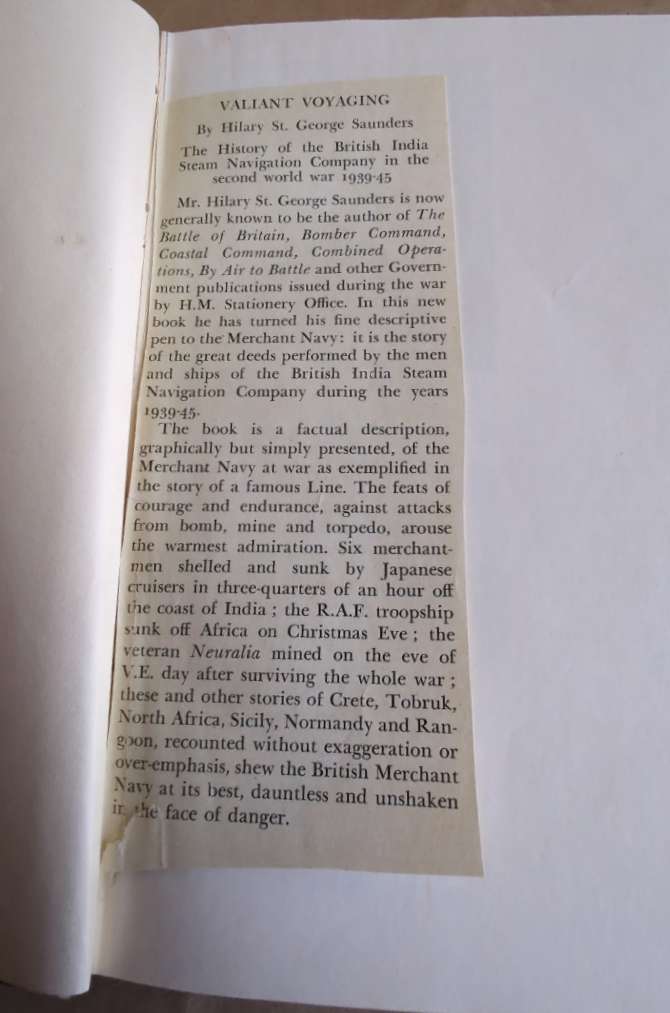 VALIANT VOYAGING
By Hilary St. George Saunders
The History of the British India
Steam Navigation Company in the
second world war 1939-45
Mr. Hilary St. George Saunders is now
generally known to be the author of The
Battle of Britain, Bomber Command,
Coastal Command, Combined Opera-
tions, By Air to Battle and other Govern-
ment publications issued during the war
by H.M. Stationery Office. In this new
book he has turned his fine descriptive
pen to the Merchant Navy: it is the story
of the great deeds performed by the men
and ships of the British India Steam
Navigation Company during the years
1939-45.
The book is a factual description,
graphically but simply presented, of the
Merchant Navy at war as exemplified in
the story of a famous Line. The feats of
courage and endurance, against attacks
from bomb, mine and torpedo, arouse
the warmest admiration. Six merchant-
men shelled and sunk by Japanese
cruisers in three-quarters of an hour off
the coast of India ; the R.A.F. troopship
sunk off Africa on Christmas Eve ; the
veteran Neuralia mined on the eve of
V.E. day after surviving the whole war ;
these and other stories of Crete, Tobruk,
North Africa, Sicily, Normandy and Ran-
goon, recounted without exaggeration or
over-emphasis, shew the British Merchant
Navy at its best, dauntless and unshaken
in the face of danger.